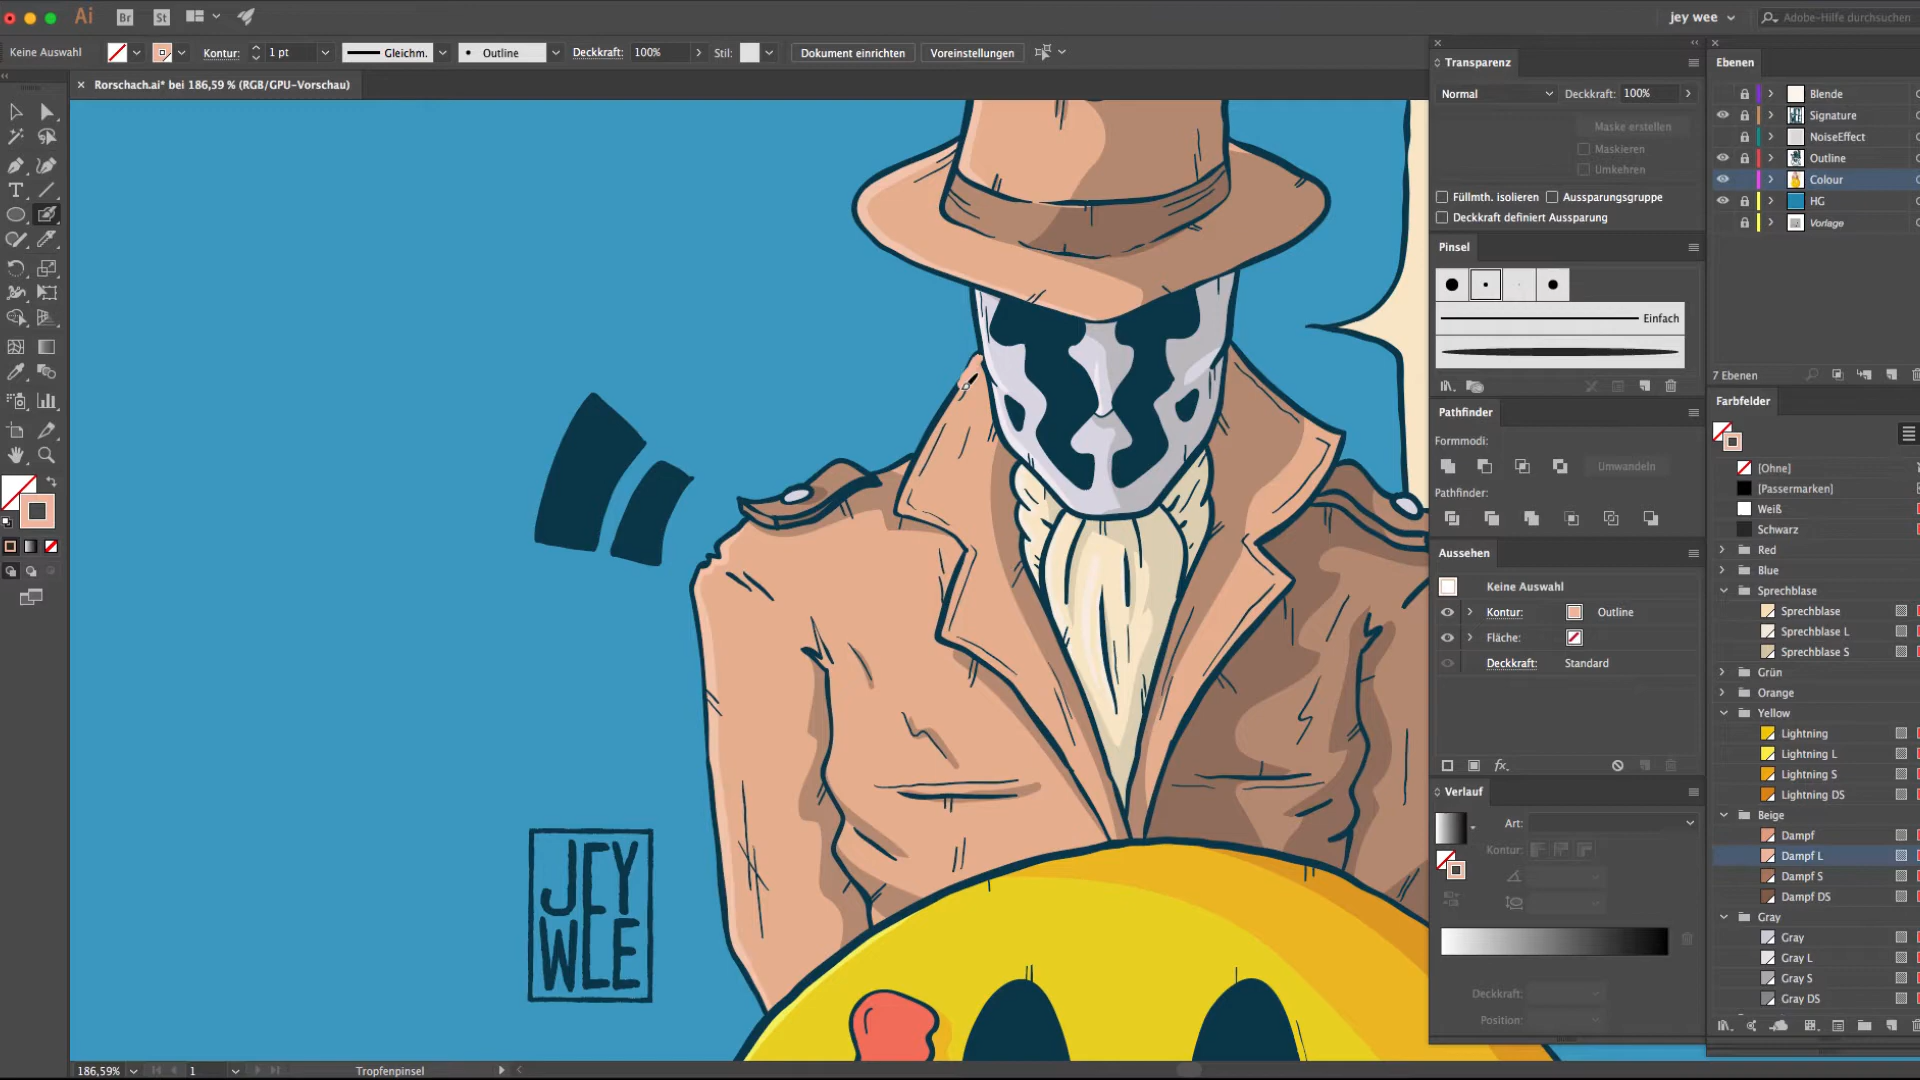 Ai Br St jey wee Adobe-Hilfe durchsuchen
Keine Auswahl Kontur: 1 pt Gleichm. Outline Deckkraft: 100% Stil: Dokument einrichten Voreinstellungen
Rorschach.ai* bei 186,59 % (RGB/GPU-Vorschau)
Transparenz
Normal Deckkraft: 100%
Maske erstellen
Maskieren
Umkehren
Füllmth. isolieren Aussparungsgruppe
Deckkraft definiert Aussparung
Pinsel
Einfach
Pathfinder
Formmodi:
Umwandeln
Pathfinder:
Aussehen
Keine Auswahl
Kontur: Outline
Fläche:
Deckkraft: Standard
fx
Verlauf
Art:
Kontur:
Deckkraft:
Position:
Ebenen
Blende
Signature
NoiseEffect
Outline
Colour
HG
Vorlage
7 Ebenen
Farbfelder
[Ohne]
[Passermarken]
Weiß
Schwarz
Red
Blue
Sprechblase
Sprechblase
Sprechblase L
Sprechblase S
Grün
Orange
Yellow
Lightning
Lightning L
Lightning S
Lightning DS
Beige
Dampf
Dampf L
Dampf S
Dampf DS
Gray
Gray
Gray L
Gray S
Gray DS
JEY
WEE
186,59% 1 Tropfenpinsel